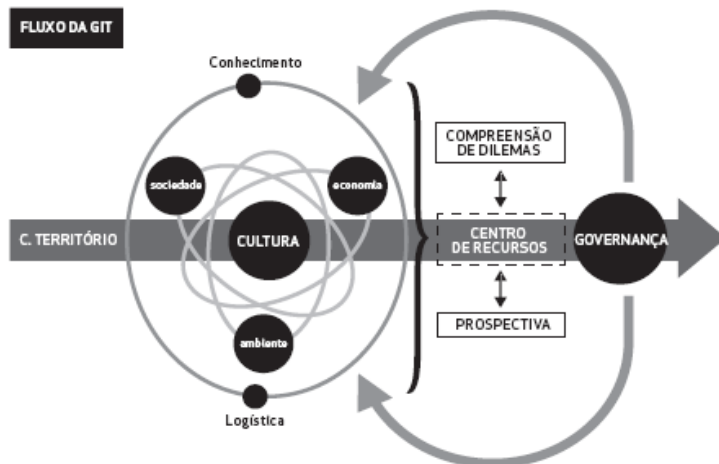 FLUXO DA GIT
Conhecimento
sociedade
economia
COMPREENSÃO
DE DILEMAS
C. TERRITÓRIO
CULTURA
CENTRO
DE RECURSOS
GOVERNANÇA
ambiente
PROSPECTIVA
Logística